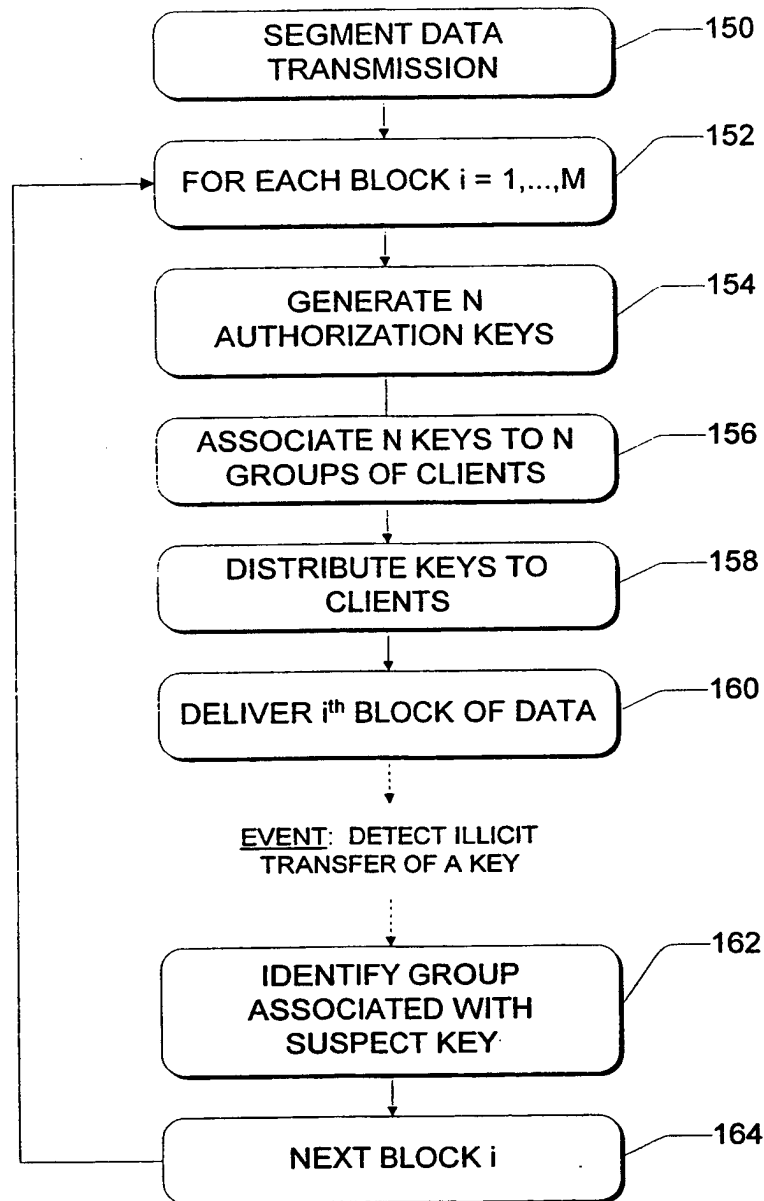 SEGMENT DATA
TRANSMISSION
150
FOR EACH BLOCK i = 1,...,M
152
GENERATE N
AUTHORIZATION KEYS
154
ASSOCIATE N KEYS TO N
GROUPS OF CLIENTS
156
DISTRIBUTE KEYS TO
CLIENTS
158
DELIVER ith BLOCK OF DATA
160
EVENT: DETECT ILLICIT
TRANSFER OF A KEY
IDENTIFY GROUP
ASSOCIATED WITH
SUSPECT KEY
162
NEXT BLOCK i
164